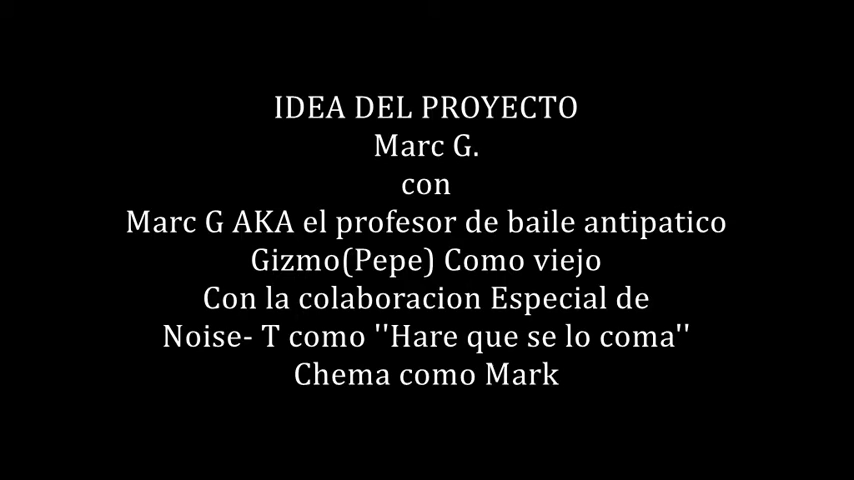 IDEA DEL PROYECTO
Marc G.
con
Marc G AKA el profesor de baile antipatico
Gizmo(Pepe) Como viejo
Con la colaboracion Especial de
Noise- T como ''Hare que se lo coma''
Chema como Mark